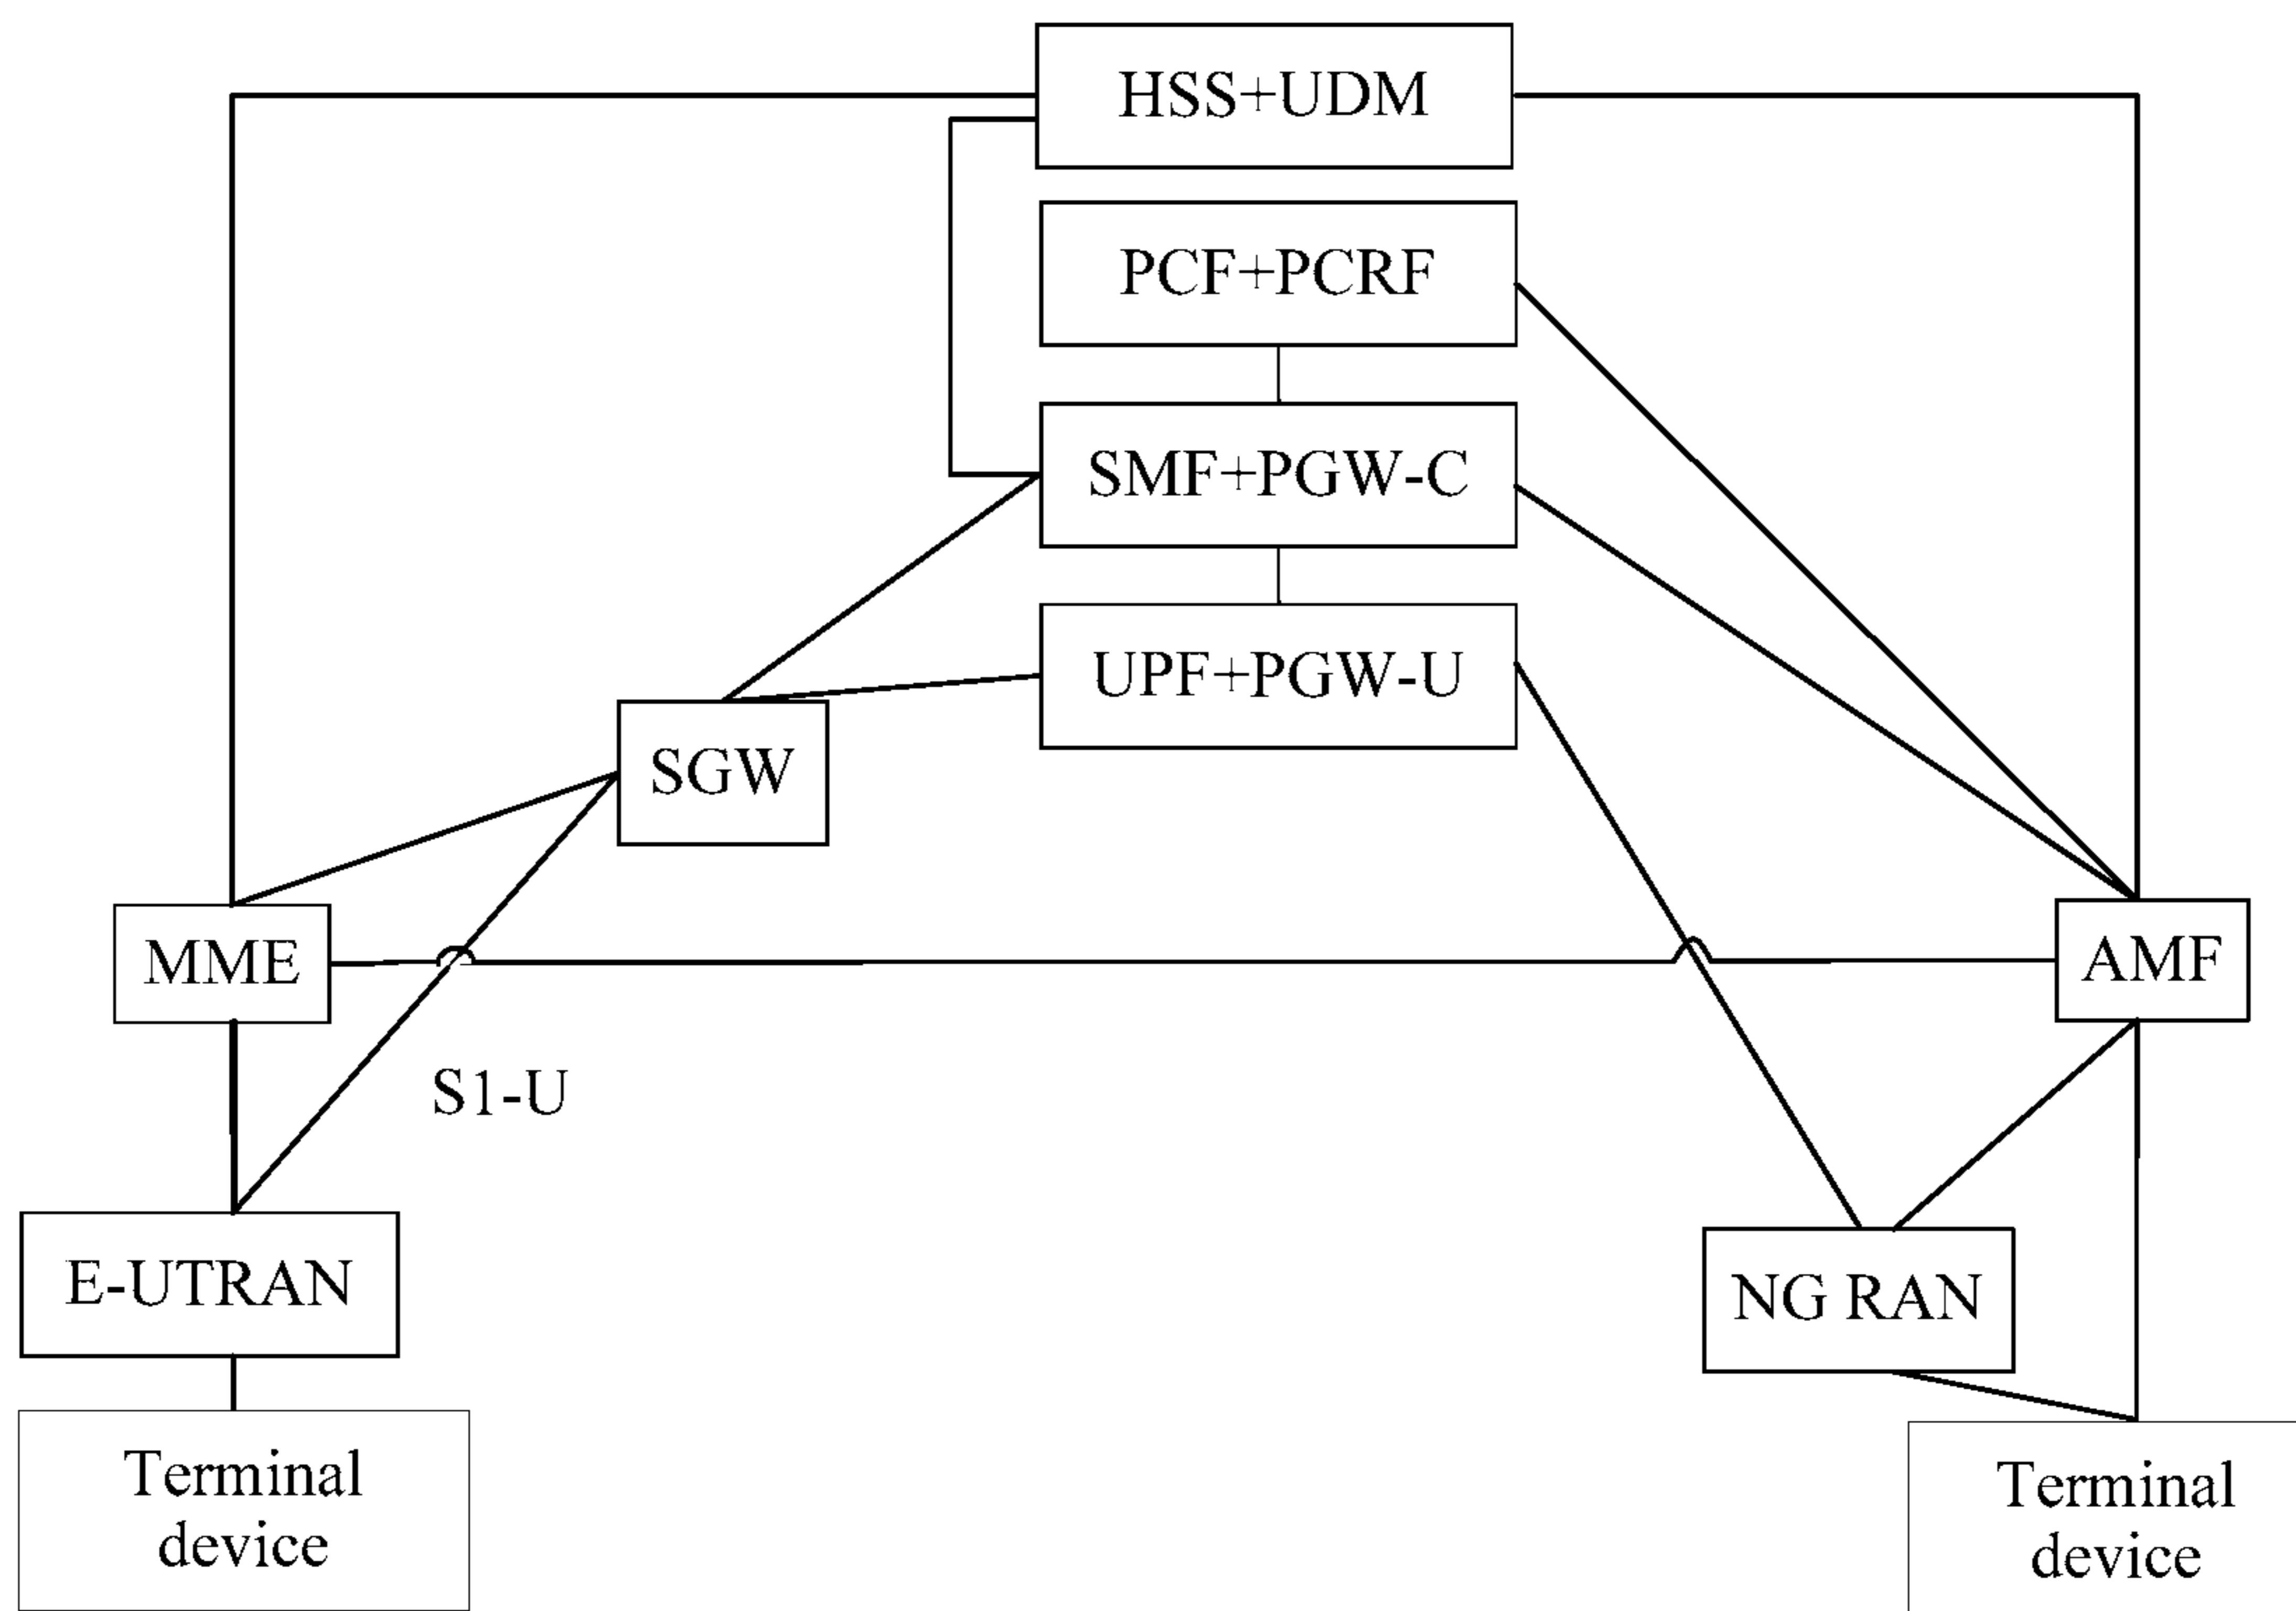 HSS+UDM
PCF+PCRF
SMF+PGW-C
UPF+PGW-U
SGW
MME
AMF
S1-U
E-UTRAN
NG RAN
Terminal
device
Terminal
device